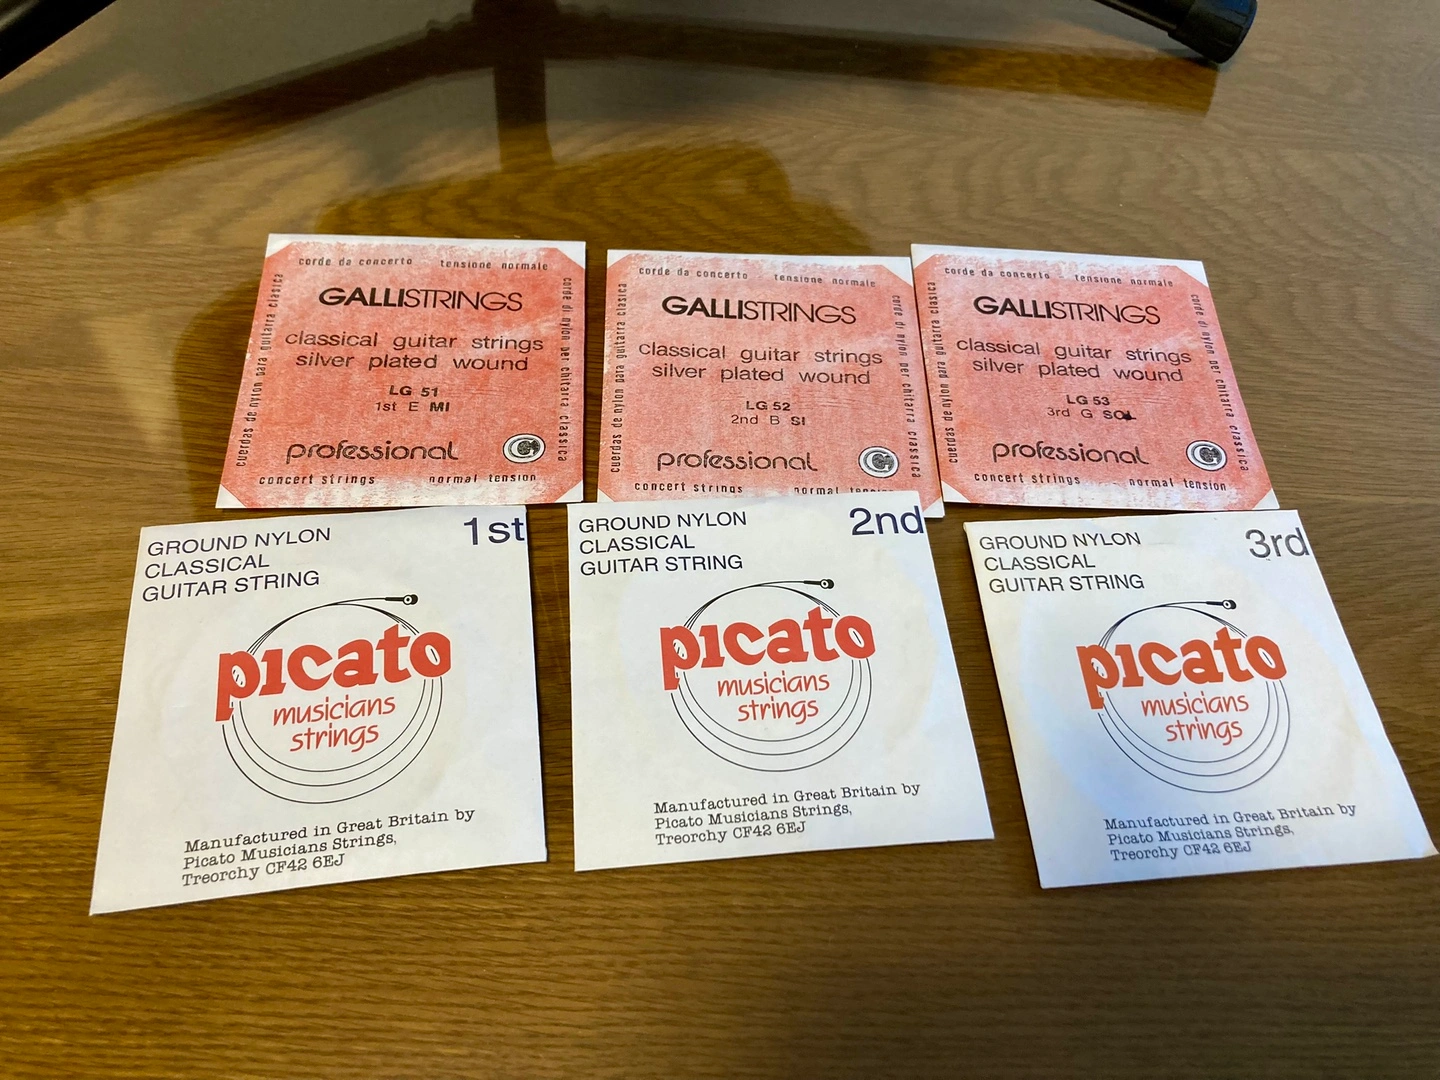 corde da concerto tensione normale
cuerdas de nylon para guitarra clasica
corde di nylon per chitarra classica
GALLISTRINGS
classical guitar strings
silver plated wound
LG 51
1st E MI
professional
G
concert strings normal tension
corde da concerto tensione normale
cuerdas de nylon para guitarra clasica
corde di nylon per chitarra classica
GALLISTRINGS
classical guitar strings
silver plated wound
LG 52
2nd B SI
professional
G
concert strings normal tension
corde da concerto tensione normale
cuerdas de nylon para guitarra clasica
corde di nylon per chitarra classica
GALLISTRINGS
classical guitar strings
silver plated wound
LG 53
3rd G SOL
professional
G
concert strings normal tension
GROUND NYLON 1st
CLASSICAL
GUITAR STRING
picato
musicians
strings
Manufactured in Great Britain by
Picato Musicians Strings,
Treorchy CF42 6EJ
GROUND NYLON 2nd
CLASSICAL
GUITAR STRING
picato
musicians
strings
Manufactured in Great Britain by
Picato Musicians Strings,
Treorchy CF42 6EJ
GROUND NYLON 3rd
CLASSICAL
GUITAR STRING
picato
musicians
strings
Manufactured in Great Britain by
Picato Musicians Strings,
Treorchy CF42 6EJ